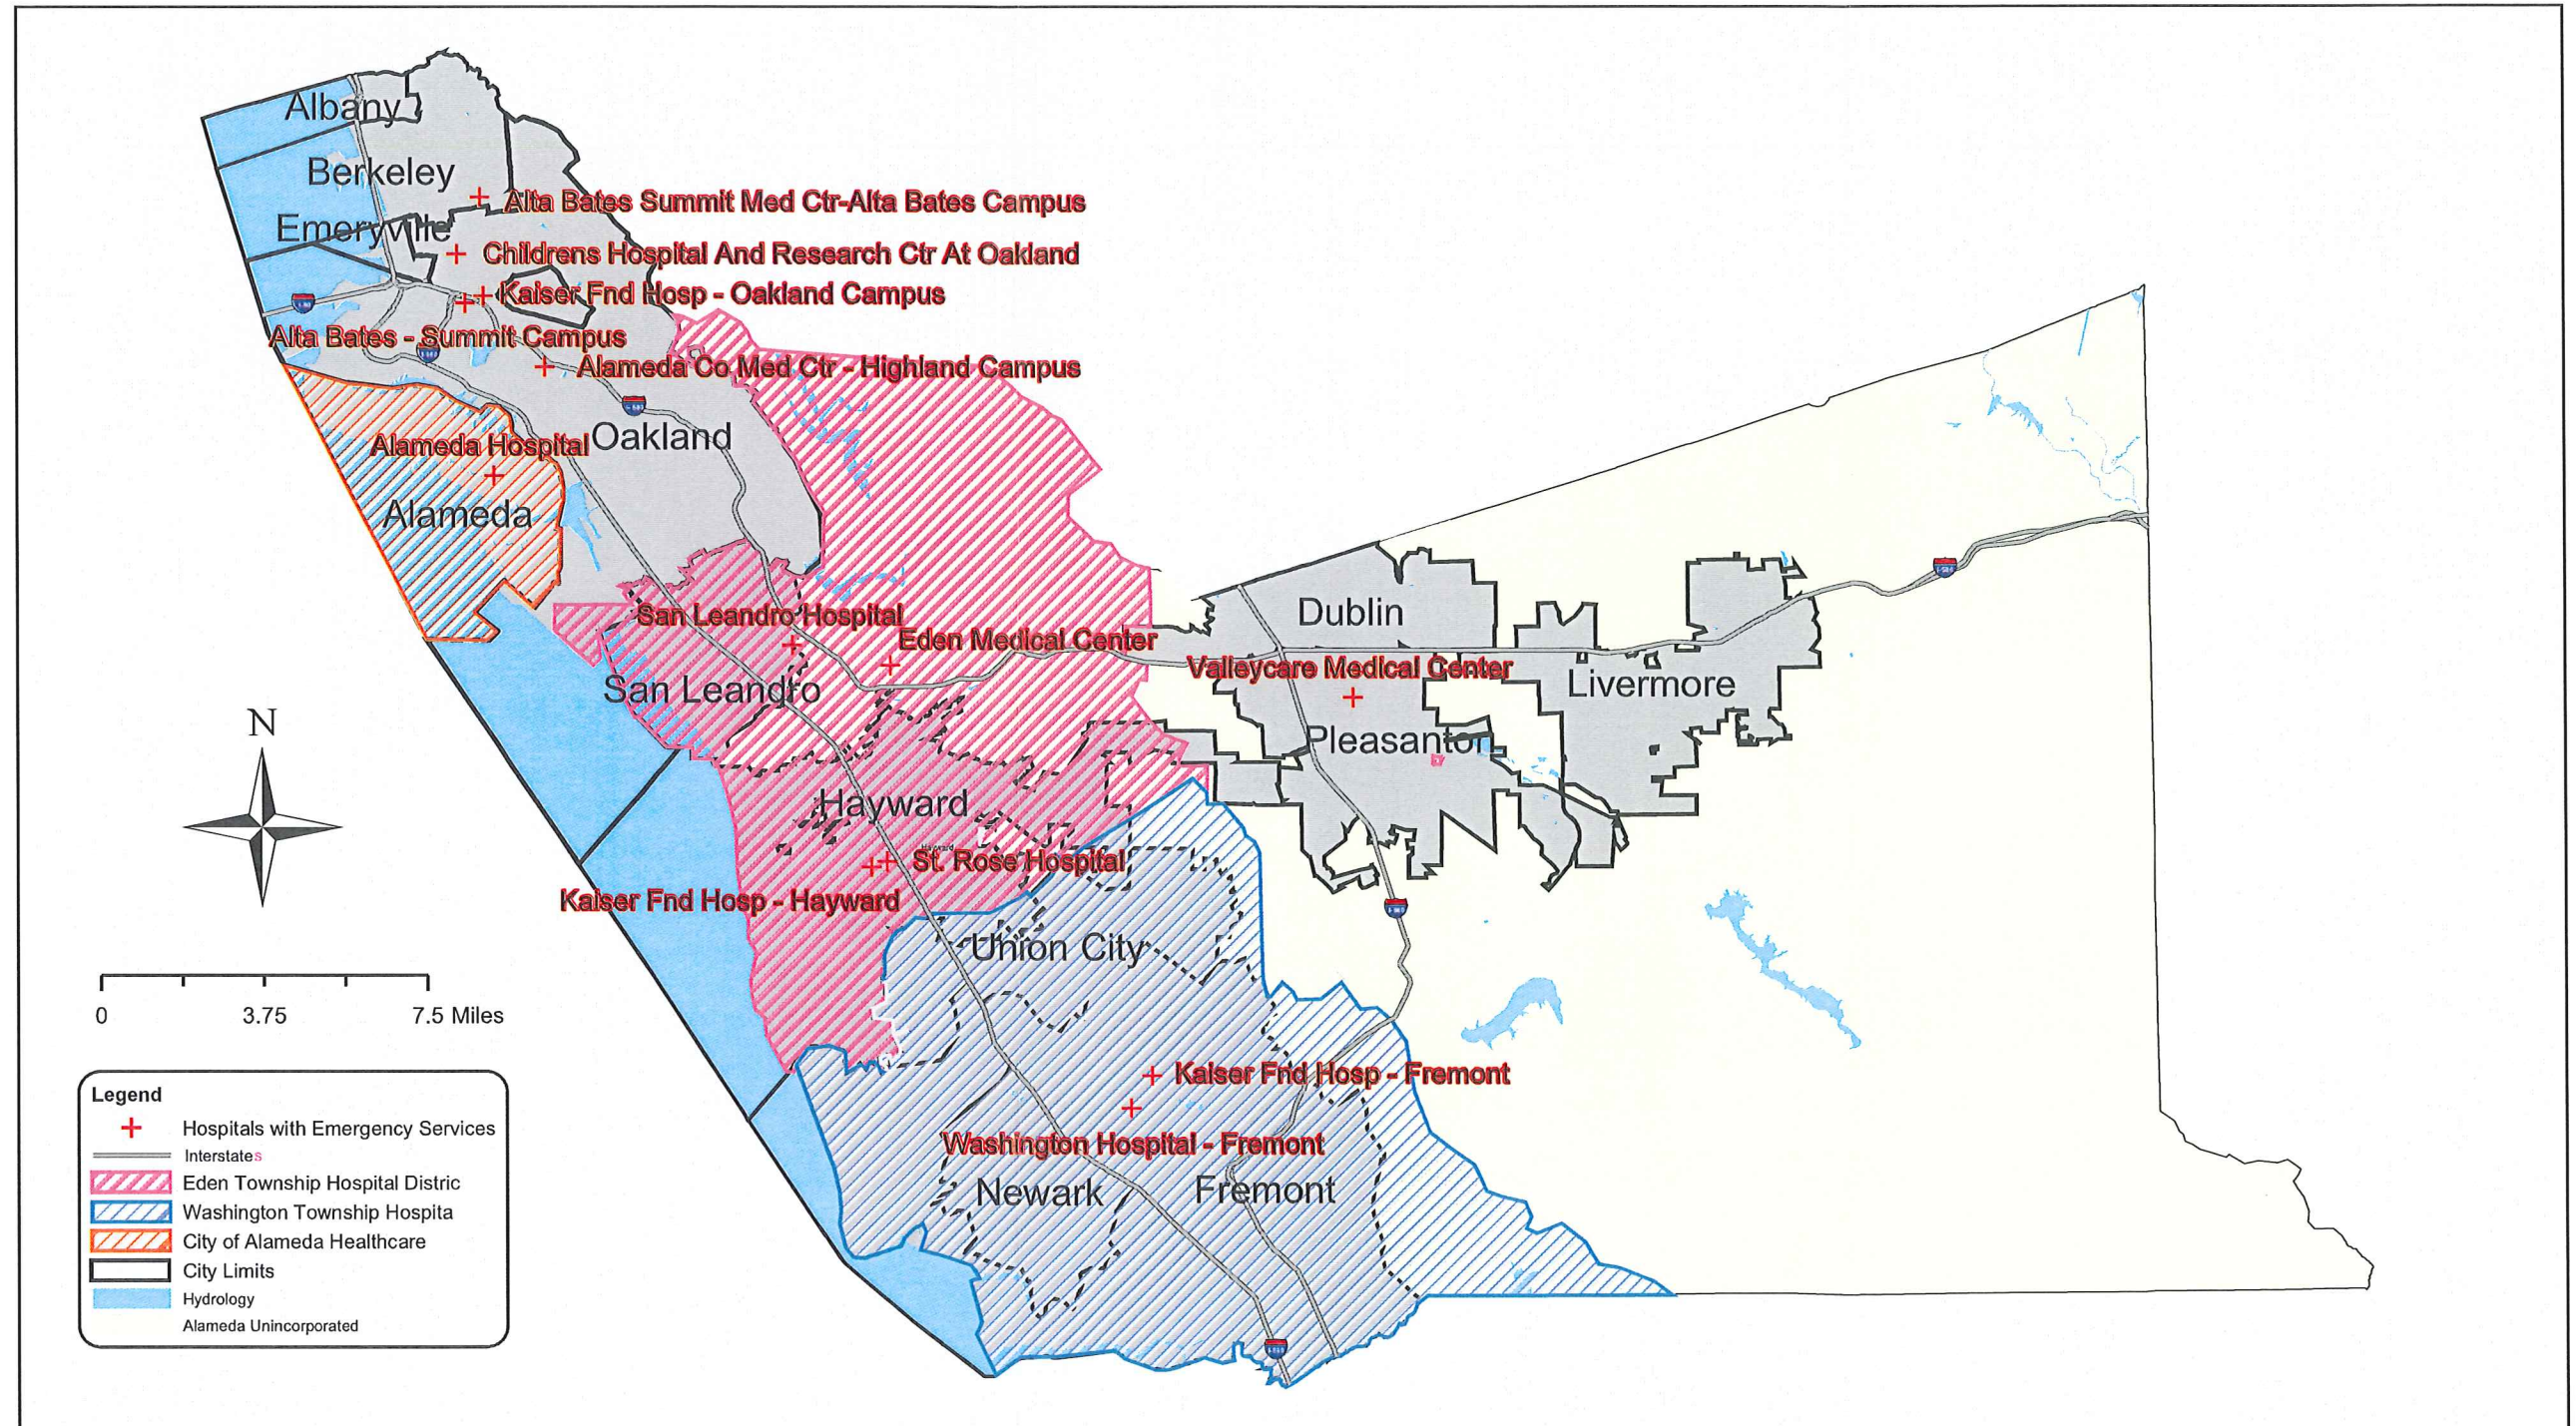 Albany
Berkeley
Alta Bates Summit Med Ctr-Alta Bates Campus
Emeryville
Childrens Hospital And Research Ctr At Oakland
Kaiser Fnd Hosp - Oakland Campus
Alta Bates - Summit Campus
Alameda Co Med Ctr - Highland Campus
Oakland
Alameda Hospital
Alameda
San Leandro Hospital
Eden Medical Center
Dublin
Valleycare Medical Center
Livermore
San Leandro
Pleasanton
N
Hayward
Hayward
St. Rose Hospital
Kaiser Fnd Hosp - Hayward
Union City
0 3.75 7.5 Miles
Kaiser Fnd Hosp - Fremont
Washington Hospital - Fremont
Newark
Fremont
Legend
Hospitals with Emergency Services
Interstates
Eden Township Hospital Distric
Washington Township Hospita
City of Alameda Healthcare
City Limits
Hydrology
Alameda Unincorporated